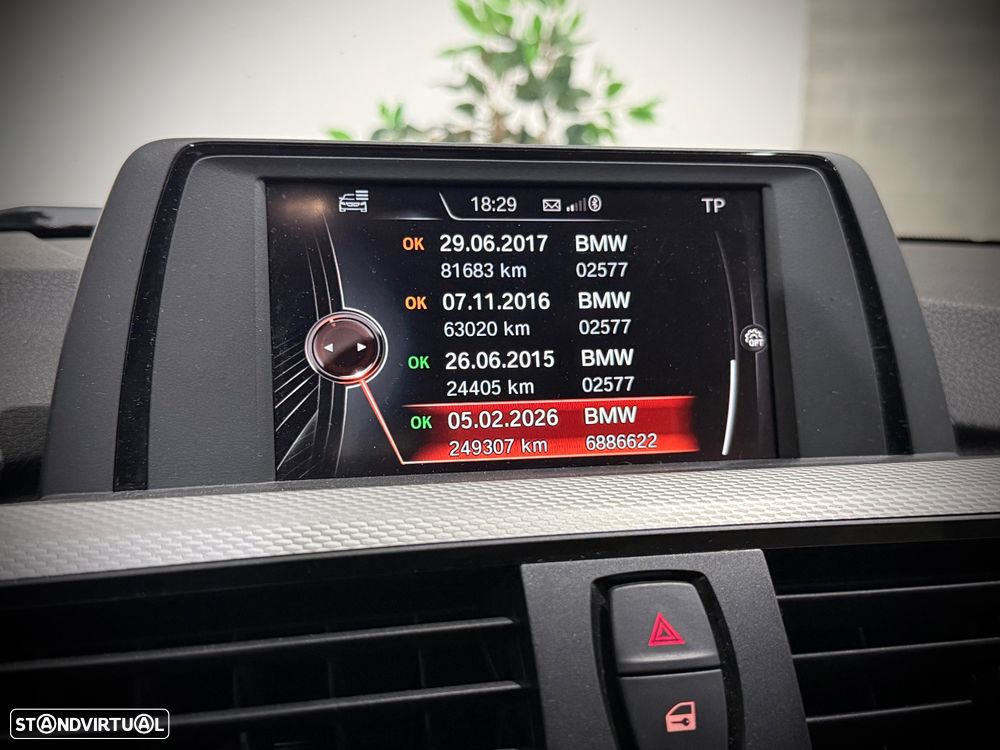 18:29 TP
OK 29.06.2017 BMW
81683 km 02577
OK 07.11.2016 BMW
63020 km 02577
OPT
OK 26.06.2015 BMW
24405 km 02577
OK 05.02.2026 BMW
249307 km 6886622
STANDVIRTUAL